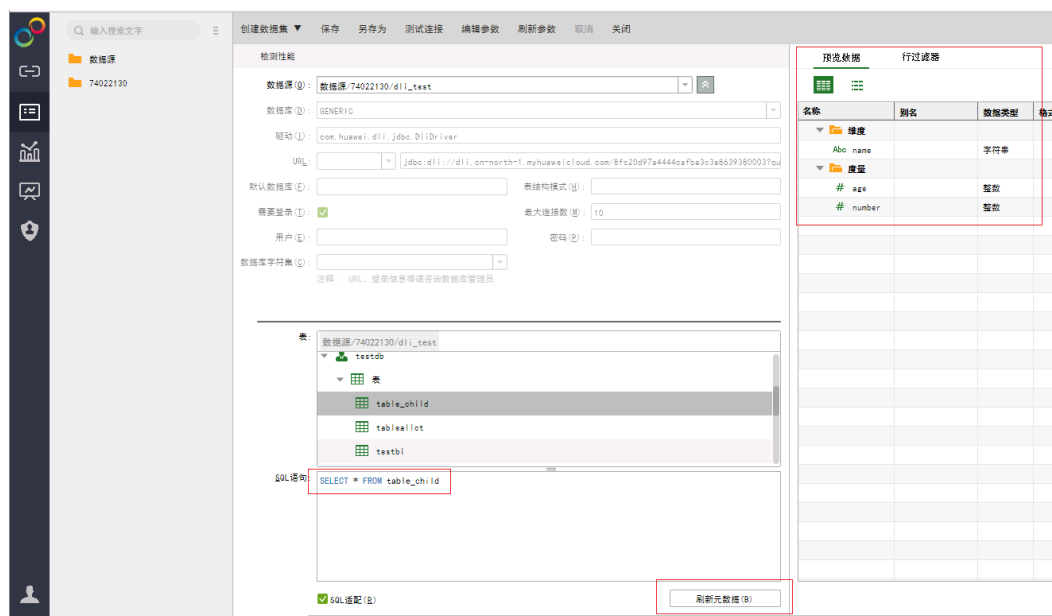 输入搜索文字
数据源
74022130
创建数据集 ▼ 保存 另存为 测试连接 编辑参数 刷新参数 取消 关闭
检测性能
数据源(O): 数据源/74022130/dli_test
数据库(D): GENERIC
驱动(I): com.huawei.dli.jdbc.DliDriver
URL: jdbc:dli://dli.cn-north-1.myhuaweicloud.com/8fc20d97a4444cafba3c3a8639380003?qu
默认数据库(F): 表结构模式(H):
需要登录(T): 最大连接数(M): 10
用户(E): 密码(P):
数据库字符集(C):
注释 : URL、登录信息等请咨询数据库管理员
表: 数据源/74022130/dli_test
testdb
表
table_child
tableallct
testbi
SQL语句: SELECT * FROM table_child
SQL适配(R) 刷新元数据(B)
预览数据 行过滤器
名称 别名 数据类型
维度
Abc name 字符串
度量
# age 整数
# number 整数